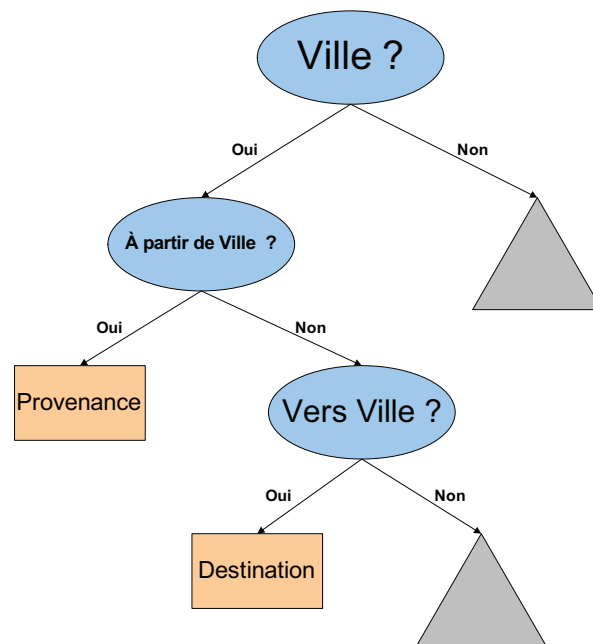 Ville ?
Oui
Non
À partir de Ville  ?
Oui
Non
Provenance
Vers Ville ?
Oui
Non
Destination